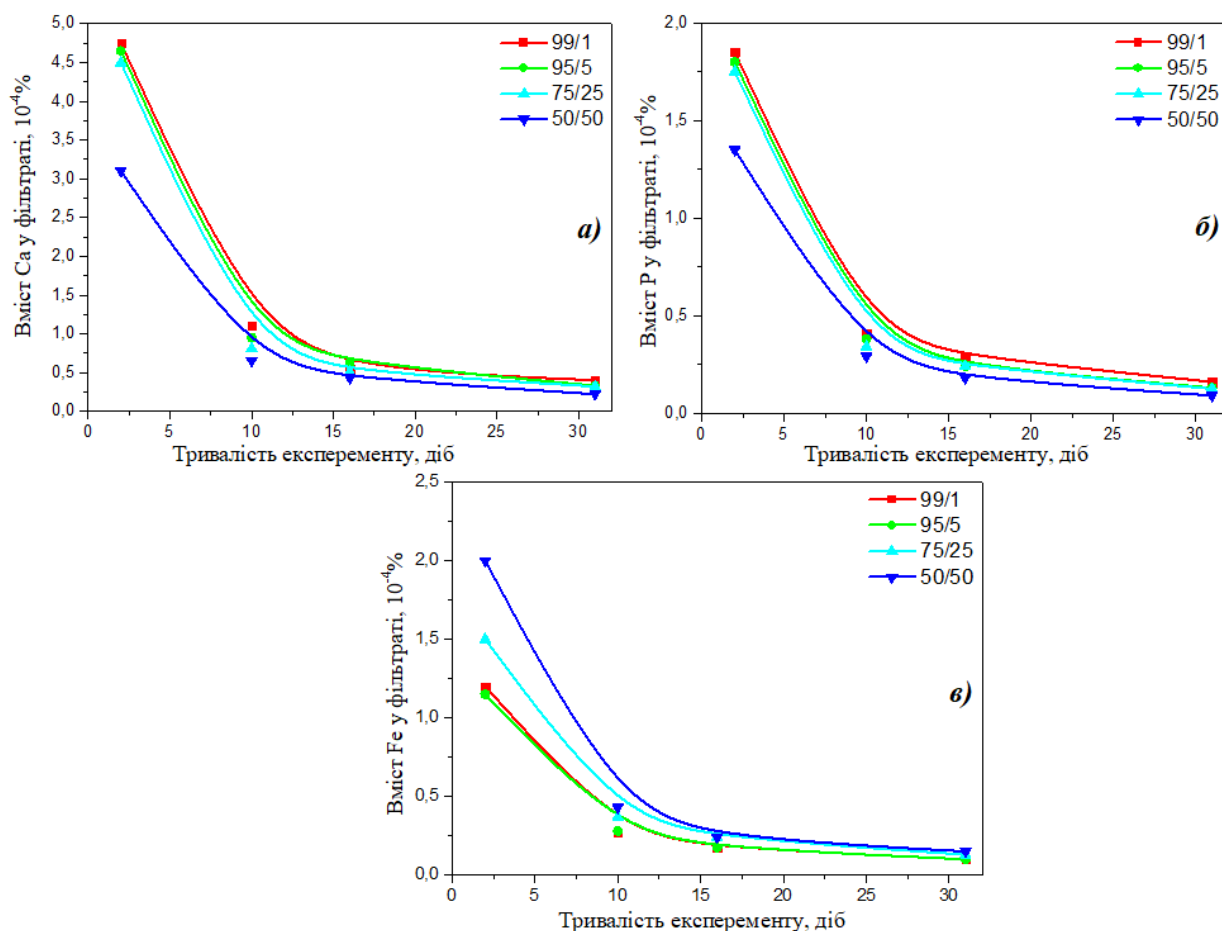 Вміст Са у фільтраті, 10⁻⁴%
5,0
4,5
4,0
3,5
3,0
2,5
2,0
1,5
1,0
0,5
0,0
99/1
95/5
75/25
50/50
а)
0 5 10 15 20 25 30
Тривалість експеременту, діб
Вміст Р у фільтраті, 10⁻⁴%
2,0
1,5
1,0
0,5
0,0
99/1
95/5
75/25
50/50
б)
0 5 10 15 20 25 30
Тривалість експеременту, діб
Вміст Fe у фільтраті, 10⁻⁴%
2,5
2,0
1,5
1,0
0,5
0,0
99/1
95/5
75/25
50/50
в)
0 5 10 15 20 25 30
Тривалість експеременту, діб